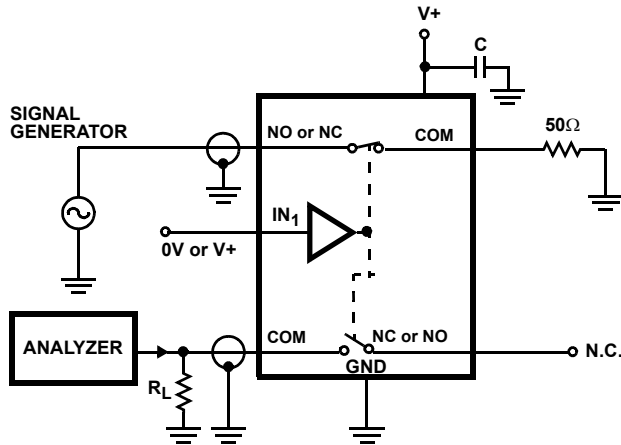 V+
C
SIGNAL
GENERATOR
NO or NC
COM
50Ω
IN1
0V or V+
ANALYZER
COM
NC or NO
N.C.
GND
RL